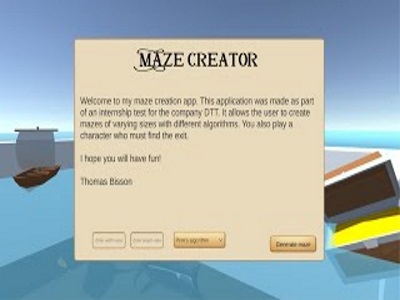 MAZE CREATOR
Welcome to my maze creation app. This application was made as part
of an internship test for the company DTT. It allows the user to create
mazes of varying sizes with different algorithms. You also play a
character who must find the exit.
I hope you will have fun!
Thomas Bisson
Prim's algorithm
Generate maze